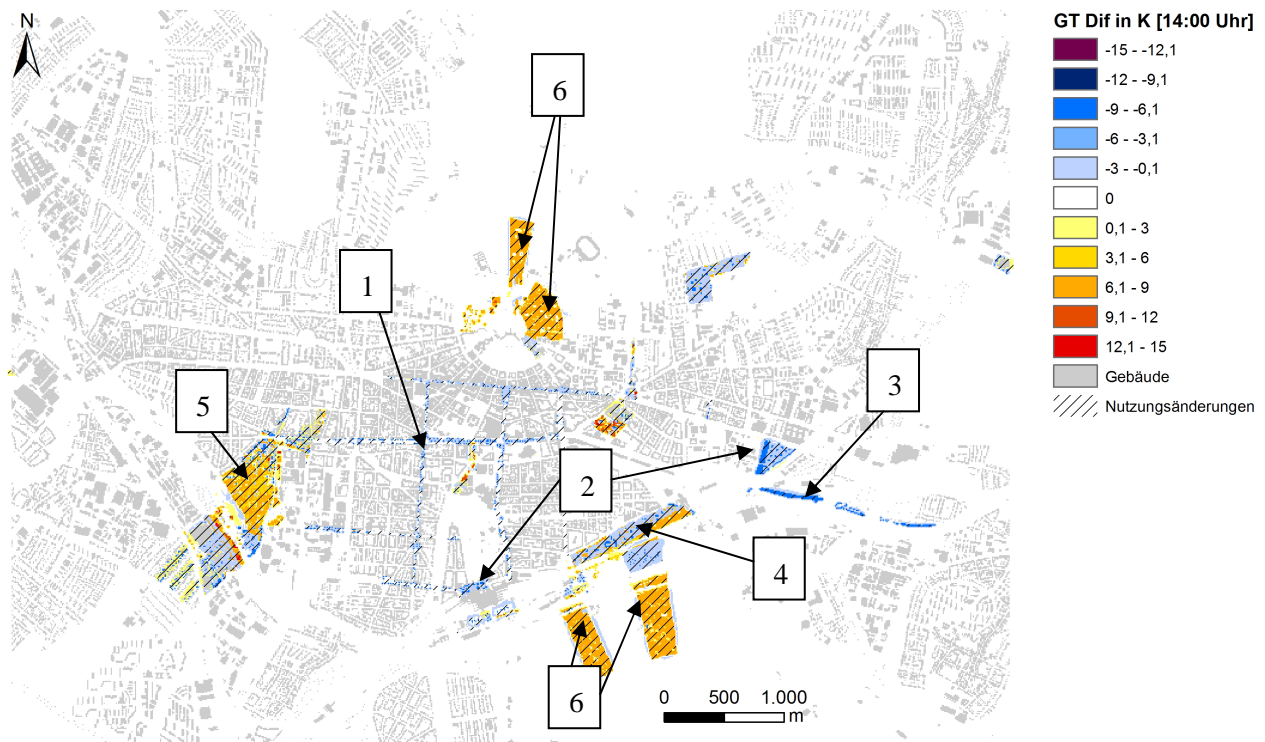 N
6
1
5
3
2
4
6
0 500 1.000
m
GT Dif in K [14:00 Uhr]
-15 - -12,1
-12 - -9,1
-9 - -6,1
-6 - -3,1
-3 - -0,1
0
0,1 - 3
3,1 - 6
6,1 - 9
9,1 - 12
12,1 - 15
Gebäude
Nutzungsänderungen